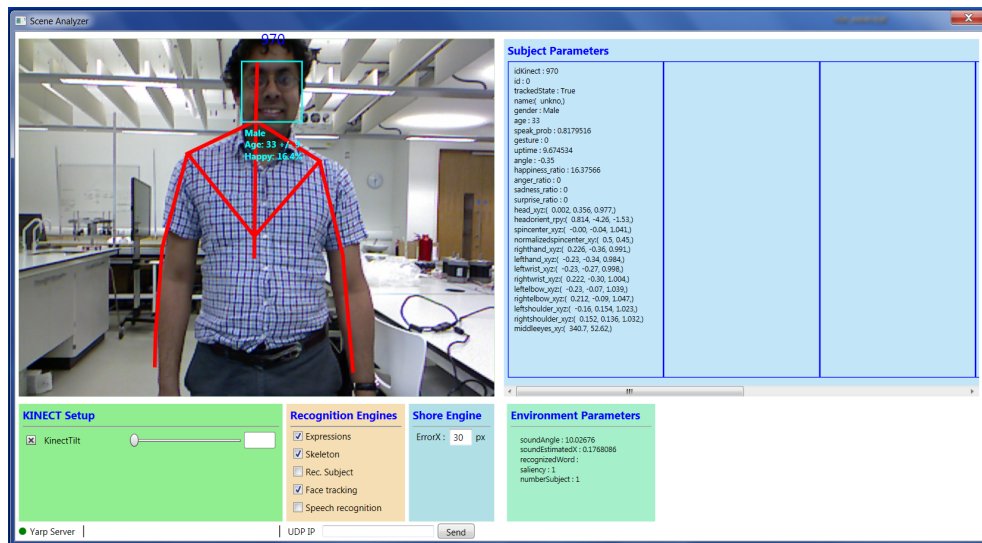 Scene Analyzer
970
Male
Age: 33 +/-
Happy: 16.4%
Subject Parameters
idKinect : 970
id : 0
trackedState : True
name:( unkno,)
gender : Male
age : 33
speak_prob : 0.8179516
gesture : 0
uptime : 9.674534
angle : -0.35
happiness_ratio : 16.37566
anger_ratio : 0
sadness_ratio : 0
surprise_ratio : 0
head_xyz:( 0.002, 0.356, 0.977,)
headorient_rpy:( 0.814, -4.26, -1.53,)
spincenter_xyz:( -0.00, -0.04, 1.041,)
normalizedspincenter_xy:( 0.5, 0.45,)
righthand_xyz:( 0.226, -0.36, 0.991,)
lefthand_xyz:( -0.23, -0.34, 0.984,)
leftwrist_xyz:( -0.23, -0.27, 0.998,)
rightwrist_xyz:( 0.222, -0.30, 1.004,)
leftelbow_xyz:( -0.23, -0.07, 1.039,)
rightelbow_xyz:( 0.212, -0.09, 1.047,)
leftshoulder_xyz:( -0.16, 0.154, 1.023,)
rightshoulder_xyz:( 0.152, 0.136, 1.032,)
middleeyes_xy:( 340.7, 52.62,)
KINECT Setup
KinectTilt
Recognition Engines
Expressions
Skeleton
Rec. Subject
Face tracking
Speech recognition
Shore Engine
ErrorX : 30 px
Environment Parameters
soundAngle : 10.02676
soundEstimatedX : 0.1768086
recognizedWord :
saliency : 1
numberSubject : 1
Yarp Server
UDP IP
Send